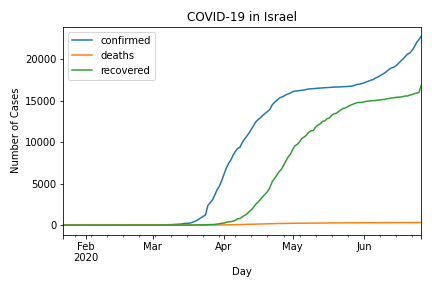 COVID-19 in Israel
confirmed
deaths
recovered
Number of Cases
20000
15000
10000
5000
0
Feb
2020
Mar
Apr
May
Jun
Day